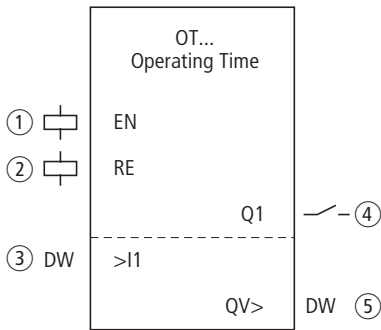 OT...
Operating Time
1 EN
2 RE
Q1 4
3 DW >I1
QV> DW 5